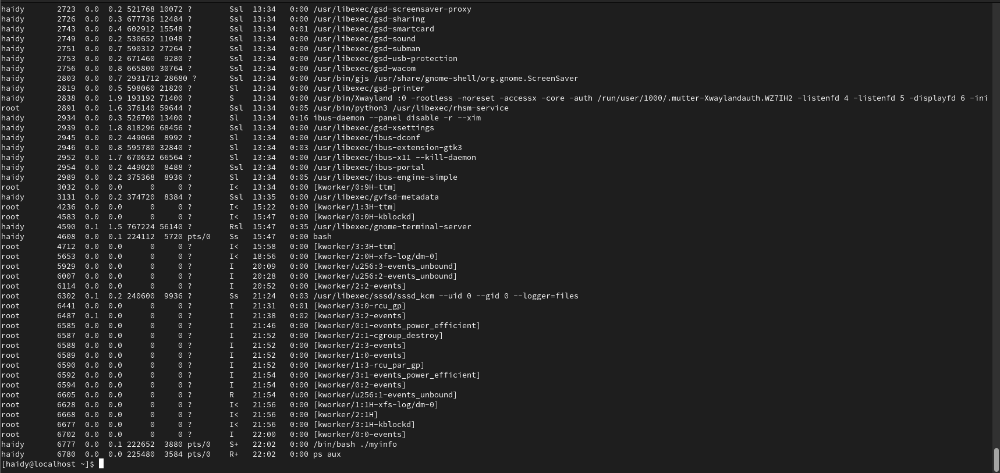 haidy       2723  0.0  0.2 521768 10072 ?        Ssl  13:34   0:00 /usr/libexec/gsd-screensaver-proxy
haidy       2726  0.0  0.3 677736 12484 ?        Ssl  13:34   0:00 /usr/libexec/gsd-sharing
haidy       2743  0.0  0.4 602912 15548 ?        Ssl  13:34   0:01 /usr/libexec/gsd-smartcard
haidy       2749  0.0  0.2 530652 11048 ?        Ssl  13:34   0:00 /usr/libexec/gsd-sound
haidy       2751  0.0  0.7 590312 27264 ?        Ssl  13:34   0:00 /usr/libexec/gsd-subman
haidy       2753  0.0  0.2 671460  9280 ?        Ssl  13:34   0:00 /usr/libexec/gsd-usb-protection
haidy       2756  0.0  0.8 665800 30764 ?        Ssl  13:34   0:00 /usr/libexec/gsd-wacom
haidy       2803  0.0  0.7 2931712 28680 ?       Ssl  13:34   0:00 /usr/bin/gjs /usr/share/gnome-shell/org.gnome.ScreenSaver
haidy       2819  0.0  0.5 598060 21820 ?        Sl   13:34   0:00 /usr/libexec/gsd-printer
haidy       2838  0.0  1.9 193192 71400 ?        S    13:34   0:00 /usr/bin/Xwayland :0 -rootless -noreset -accessx -core -auth /run/user/1000/.mutter-Xwaylandauth.WZ7IH2 -listenfd 4 -listenfd 5 -displayfd 6 -ini
root        2891  0.0  1.6 376140 59644 ?        Ssl  13:34   0:05 /usr/bin/python3 /usr/libexec/rhsm-service
haidy       2934  0.0  0.3 526700 13400 ?        Sl   13:34   0:16 ibus-daemon --panel disable -r --xim
haidy       2939  0.0  1.8 818296 68456 ?        Ssl  13:34   0:00 /usr/libexec/gsd-xsettings
haidy       2945  0.0  0.2 449068  8992 ?        Sl   13:34   0:00 /usr/libexec/ibus-dconf
haidy       2946  0.0  0.8 595780 32840 ?        Sl   13:34   0:03 /usr/libexec/ibus-extension-gtk3
haidy       2952  0.0  1.7 670632 66564 ?        Sl   13:34   0:00 /usr/libexec/ibus-x11 --kill-daemon
haidy       2954  0.0  0.2 449020  8488 ?        Ssl  13:34   0:00 /usr/libexec/ibus-portal
haidy       2989  0.0  0.2 375368  8936 ?        Sl   13:34   0:05 /usr/libexec/ibus-engine-simple
root        3032  0.0  0.0      0     0 ?        I<   13:34   0:00 [kworker/0:9H-ttm]
haidy       3131  0.0  0.2 374720  8384 ?        Ssl  13:35   0:00 /usr/libexec/gvfsd-metadata
root        4236  0.0  0.0      0     0 ?        I<   15:22   0:00 [kworker/1:3H-ttm]
root        4583  0.0  0.0      0     0 ?        I<   15:47   0:00 [kworker/0:0H-kblockd]
haidy       4590  0.1  1.5 767224 56140 ?        Rsl  15:47   0:35 /usr/libexec/gnome-terminal-server
haidy       4608  0.0  0.1 224112  5720 pts/0    Ss   15:47   0:00 bash
root        4712  0.0  0.0      0     0 ?        I<   15:58   0:00 [kworker/3:3H-ttm]
root        5653  0.0  0.0      0     0 ?        I<   18:56   0:00 [kworker/2:0H-xfs-log/dm-0]
root        5929  0.0  0.0      0     0 ?        I    20:09   0:00 [kworker/u256:3-events_unbound]
root        6007  0.0  0.0      0     0 ?        I    20:28   0:00 [kworker/u256:2-events_unbound]
root        6114  0.0  0.0      0     0 ?        I    20:52   0:00 [kworker/2:2-events]
root        6302  0.1  0.2 240600  9936 ?        Ss   21:24   0:03 /usr/libexec/sssd/sssd_kcm --uid 0 --gid 0 --logger=files
root        6441  0.0  0.0      0     0 ?        I    21:31   0:01 [kworker/3:0-rcu_gp]
root        6487  0.1  0.0      0     0 ?        I    21:38   0:02 [kworker/3:2-events]
root        6585  0.0  0.0      0     0 ?        I    21:46   0:00 [kworker/0:1-events_power_efficient]
root        6587  0.0  0.0      0     0 ?        I    21:52   0:00 [kworker/2:1-cgroup_destroy]
root        6588  0.0  0.0      0     0 ?        I    21:52   0:00 [kworker/2:3-events]
root        6589  0.0  0.0      0     0 ?        I    21:52   0:00 [kworker/1:0-events]
root        6590  0.0  0.0      0     0 ?        I    21:52   0:00 [kworker/1:3-rcu_par_gp]
root        6592  0.0  0.0      0     0 ?        I    21:54   0:00 [kworker/3:1-events_power_efficient]
root        6594  0.0  0.0      0     0 ?        I    21:54   0:00 [kworker/0:2-events]
root        6605  0.0  0.0      0     0 ?        R    21:54   0:00 [kworker/u256:1-events_unbound]
root        6628  0.0  0.0      0     0 ?        I<   21:56   0:00 [kworker/1:1H-xfs-log/dm-0]
root        6668  0.0  0.0      0     0 ?        I<   21:56   0:00 [kworker/2:1H]
root        6677  0.0  0.0      0     0 ?        I<   21:56   0:00 [kworker/3:1H-kblockd]
root        6702  0.0  0.0      0     0 ?        I    22:00   0:00 [kworker/0:0-events]
haidy       6777  0.0  0.1 222652  3880 pts/0    S+   22:02   0:00 /bin/bash ./myinfo
haidy       6780  0.0  0.0 225480  3584 pts/0    R+   22:02   0:00 ps aux
[haidy@localhost ~]$